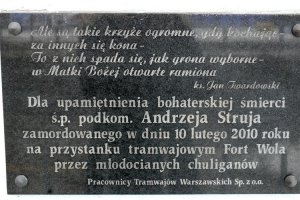 Ale są takie krzyże ogromne, gdy kochając
za innych się kona -
To z nich spada się, jak grona wyborne -
w Matki Bożej otwarte ramiona
ks. Jan Twardowski
Dla upamiętnienia bohaterskiej śmierci
ś.p. podkom. Andrzeja Struja
zamordowanego w dniu 10 lutego 2010 roku
na przystanku tramwajowym Fort Wola
przez młodocianych chuliganów
Pracownicy Tramwajów Warszawskich Sp. z o.o.